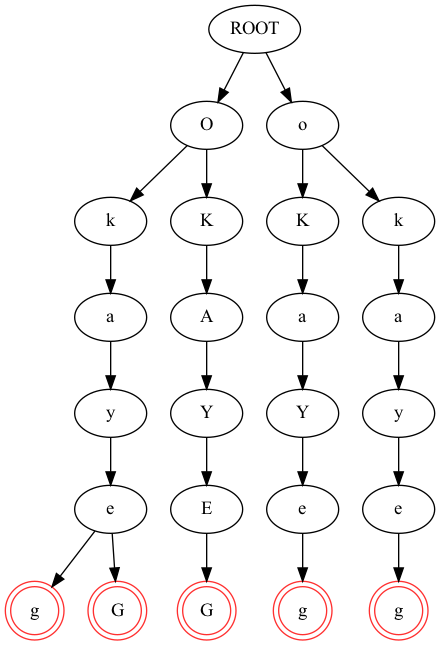 ROOT
O o
k K K k
a A a a
y Y Y y
e E e e
g G G g g